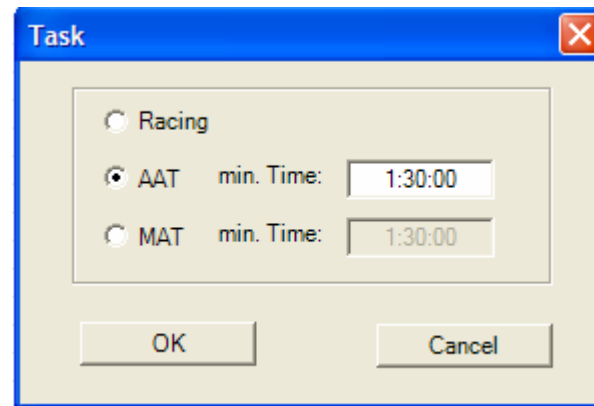 Task
Racing
AAT min. Time: 1:30:00
MAT min. Time: 1:30:00
OK Cancel